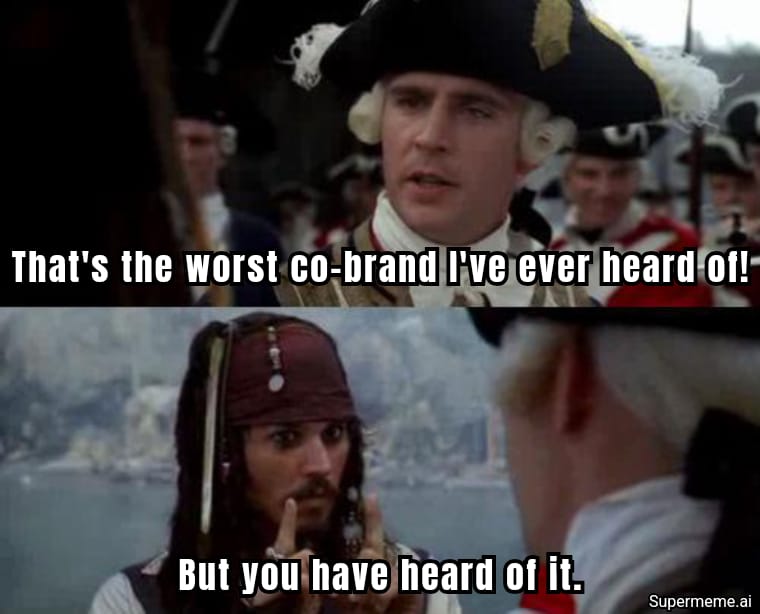 That's the worst co-brand I've ever heard of!
But you have heard of it.
Supermeme.ai